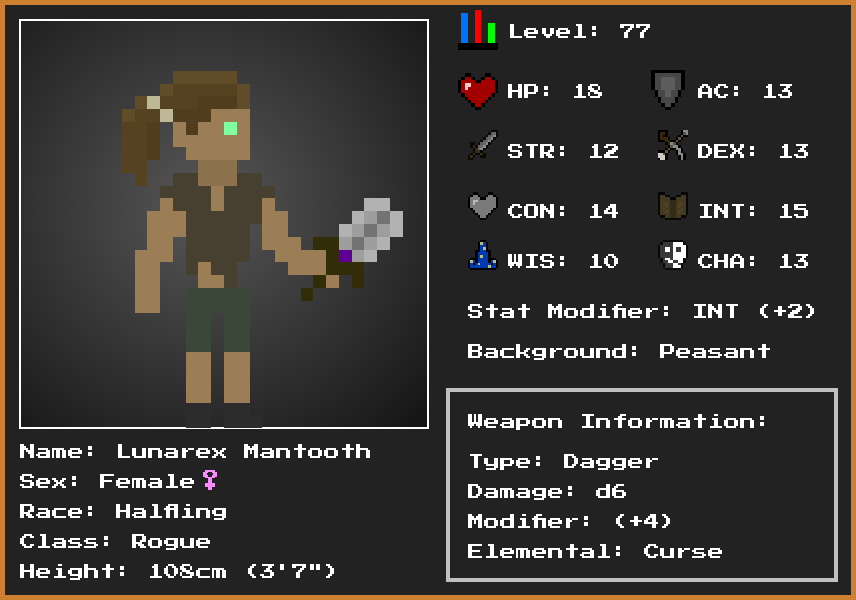 Level: 77
HP: 18
AC: 13
STR: 12
DEX: 13
CON: 14
INT: 15
WIS: 10
CHA: 13
Stat Modifier: INT (+2)
Background: Peasant
Weapon Information:
Type: Dagger
Damage: d6
Modifier: (+4)
Elemental: Curse
Name: Lunarex Mantooth
Sex: Female♀
Race: Halfling
Class: Rogue
Height: 108cm (3'7")